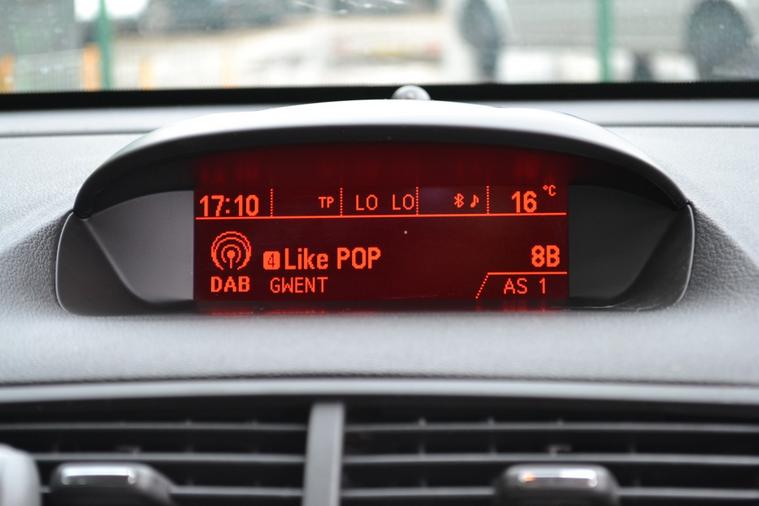 17:10 TP LO LO 16 °C
4 Like POP 8B
DAB GWENT AS 1